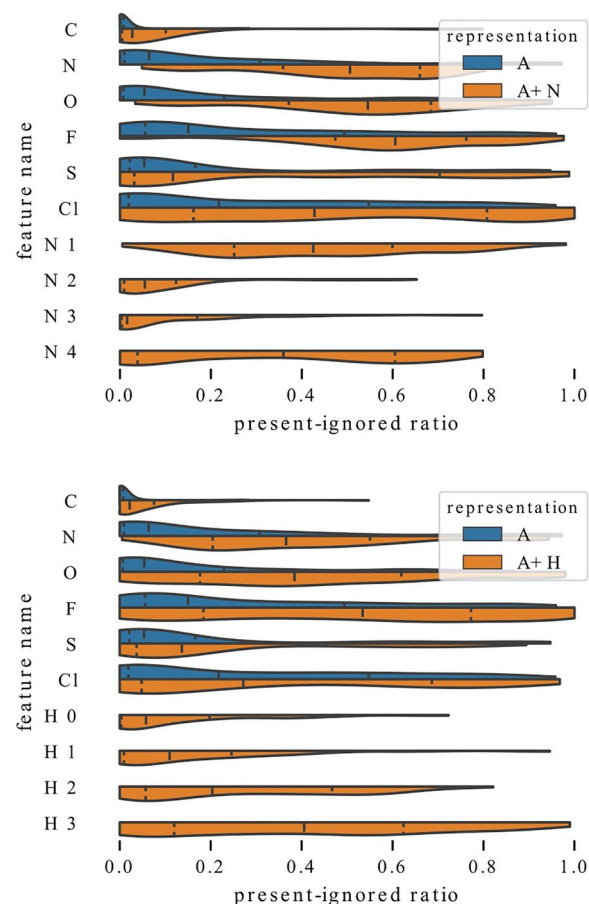 representation
A
A+ N
C
N
O
F
S
Cl
N 1
N 2
N 3
N 4
feature name
0.0 0.2 0.4 0.6 0.8 1.0
present-ignored ratio
representation
A
A+ H
C
N
O
F
S
Cl
H 0
H 1
H 2
H 3
feature name
0.0 0.2 0.4 0.6 0.8 1.0
present-ignored ratio